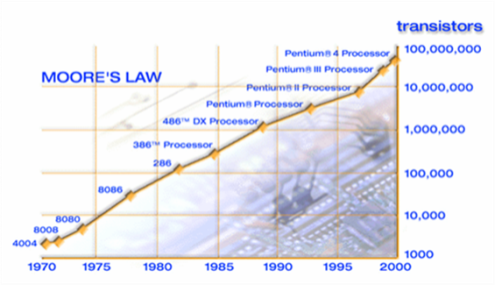 transistors
MOORE'S LAW
Pentium® 4 Processor
100,000,000
Pentium® III Processor
Pentium® II Processor
10,000,000
Pentium® Processor
486™ DX Processor
1,000,000
386™ Processor
286
100,000
8086
8080
10,000
8008
4004
1000
1970 1975 1980 1985 1990 1995 2000